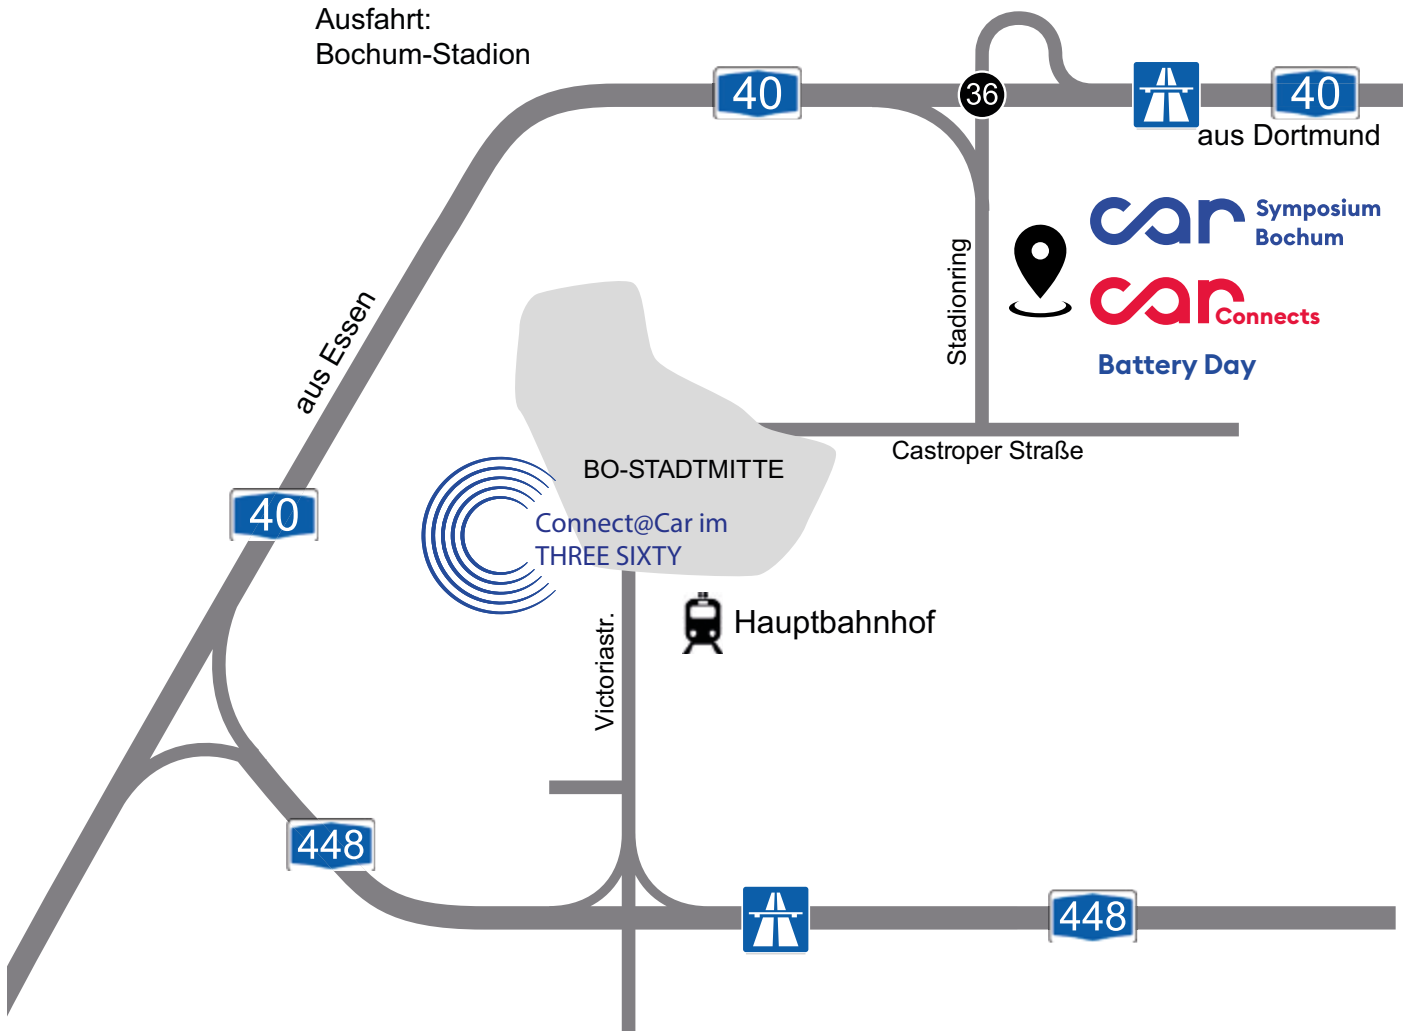 Ausfahrt:
Bochum-Stadion
40
36
40
aus Dortmund
car Symposium
Bochum
car Connects
Battery Day
Stadionring
aus Essen
Castroper Straße
BO-STADTMITTE
40
Connect@Car im
THREE SIXTY
Hauptbahnhof
Victoriastr.
448
448